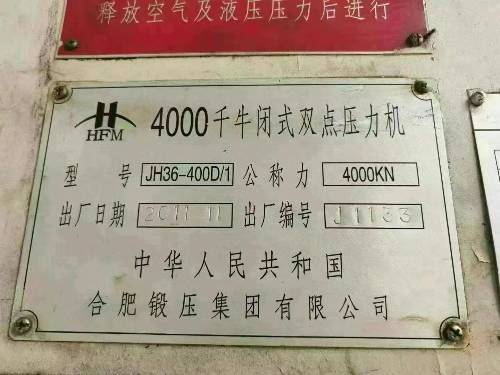 释放空气及液压压力后进行
HFM
4000千牛闭式双点压力机
型 号 JH36-400D/1 公称力 4000KN
出厂日期 2011 11 出厂编号 J1133
中华人民共和国
合肥锻压集团有限公司